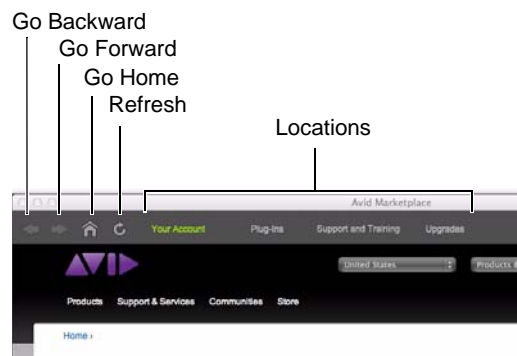 Go Backward
Go Forward
Go Home
Refresh
Locations
Avid Marketplace
Your Account Plug-Ins Support and Training Upgrades
AVID
United States Products &
Products Support & Services Communities Store
Home ›